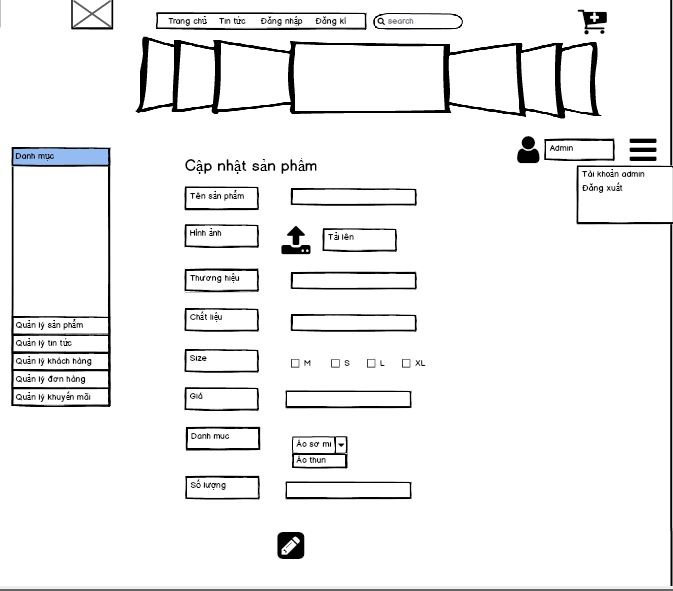 Trang chủ Tin tức Đăng nhập Đăng kí search
Admin
Tài khoản admin
Đăng xuất
Danh mục
Quản lý sản phẩm
Quản lý tin tức
Quản lý khách hàng
Quản lý đơn hàng
Quản lý khuyến mãi
Cập nhật sản phẩm
Tên sản phẩm
Hình ảnh Tải lên
Thương hiệu
Chất liệu
Size M S L XL
Giá
Danh muc Áo sơ mi
Áo thun
Số lượng